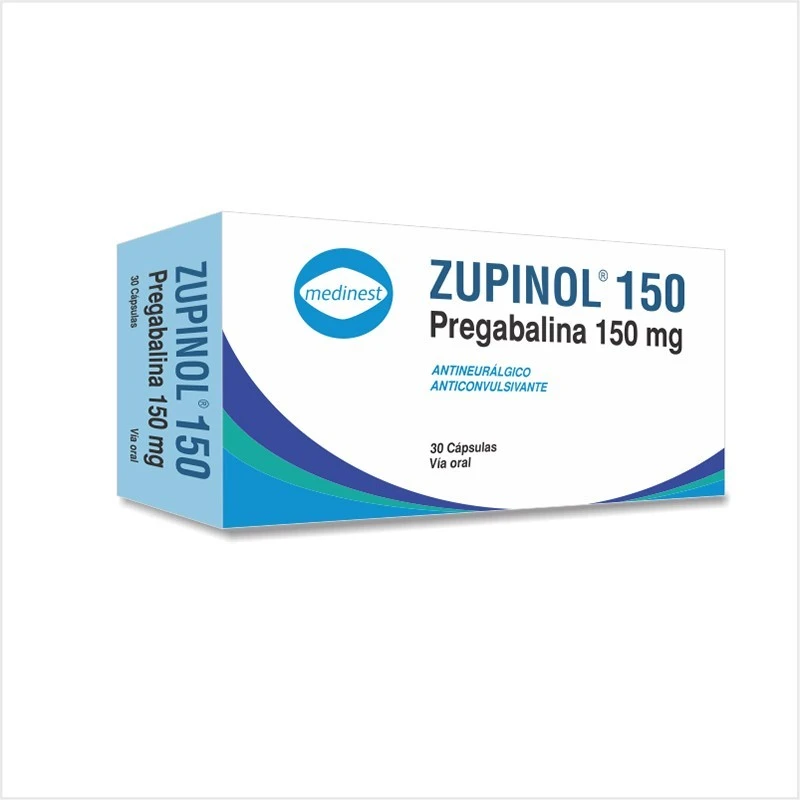 ZUPINOL® 150
Pregabalina 150 mg
30 Cápsulas
Vía oral
medinest
ZUPINOL® 150
Pregabalina 150 mg
ANTINEURÁLGICO
ANTICONVULSIVANTE
30 Cápsulas
Vía oral